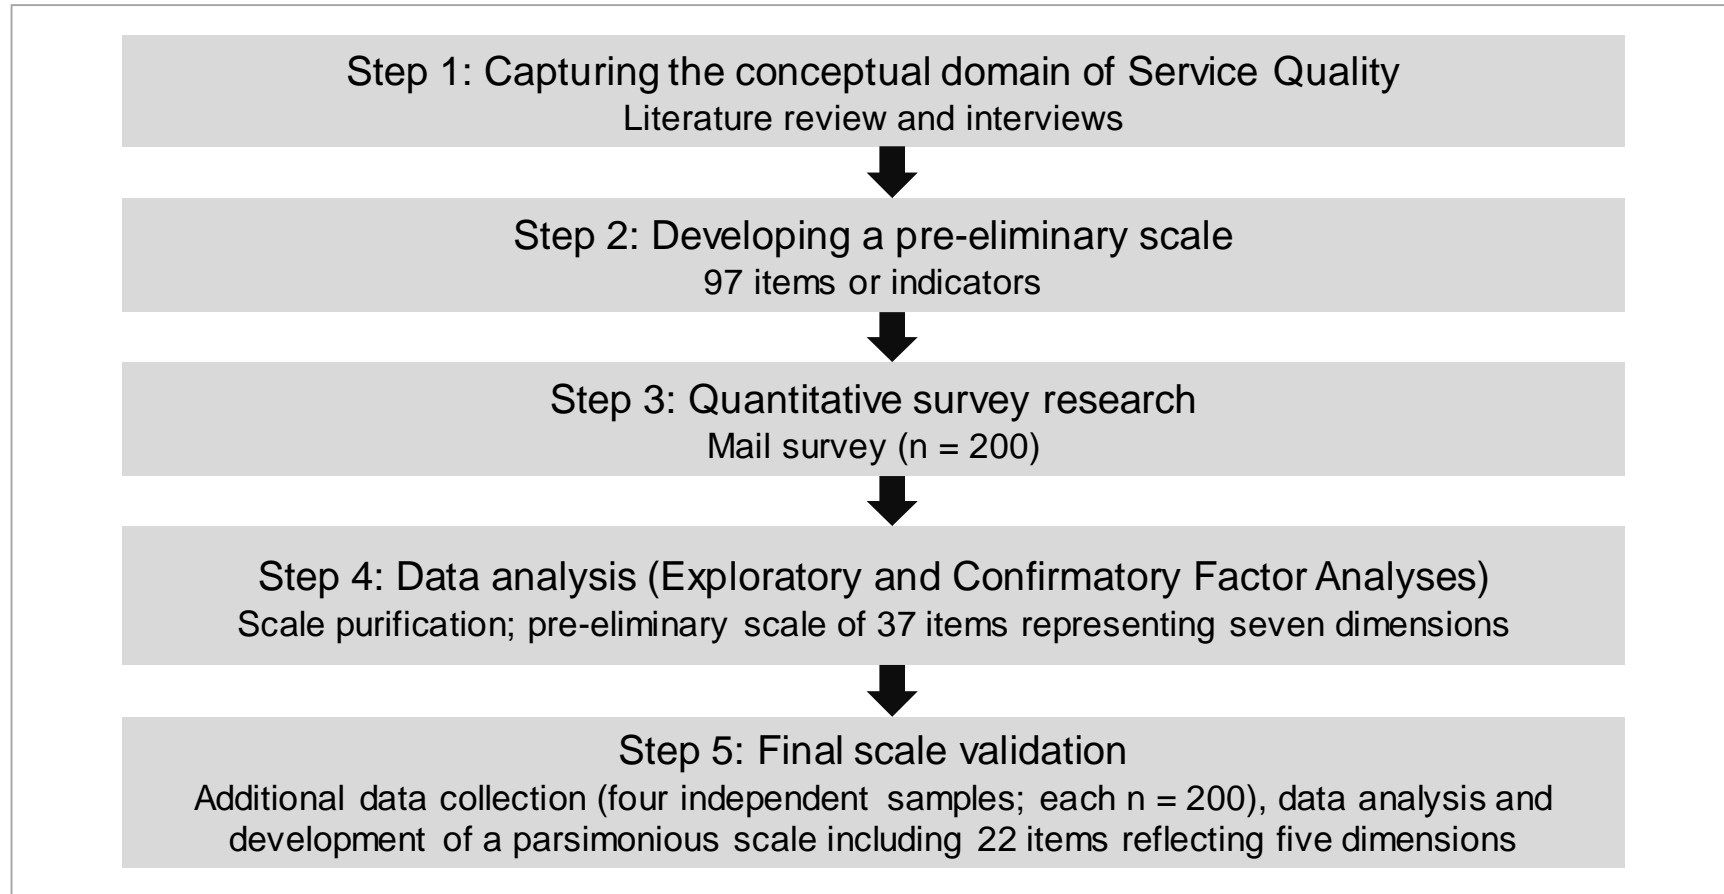 Step 1: Capturing the conceptual domain of Service Quality
Literature review and interviews
Step 2: Developing a pre-eliminary scale
97 items or indicators
Step 3: Quantitative survey research
Mail survey (n = 200)
Step 4: Data analysis (Exploratory and Confirmatory Factor Analyses)
Scale purification; pre-eliminary scale of 37 items representing seven dimensions
Step 5: Final scale validation
Additional data collection (four independent samples; each n = 200), data analysis and
development of a parsimonious scale including 22 items reflecting five dimensions